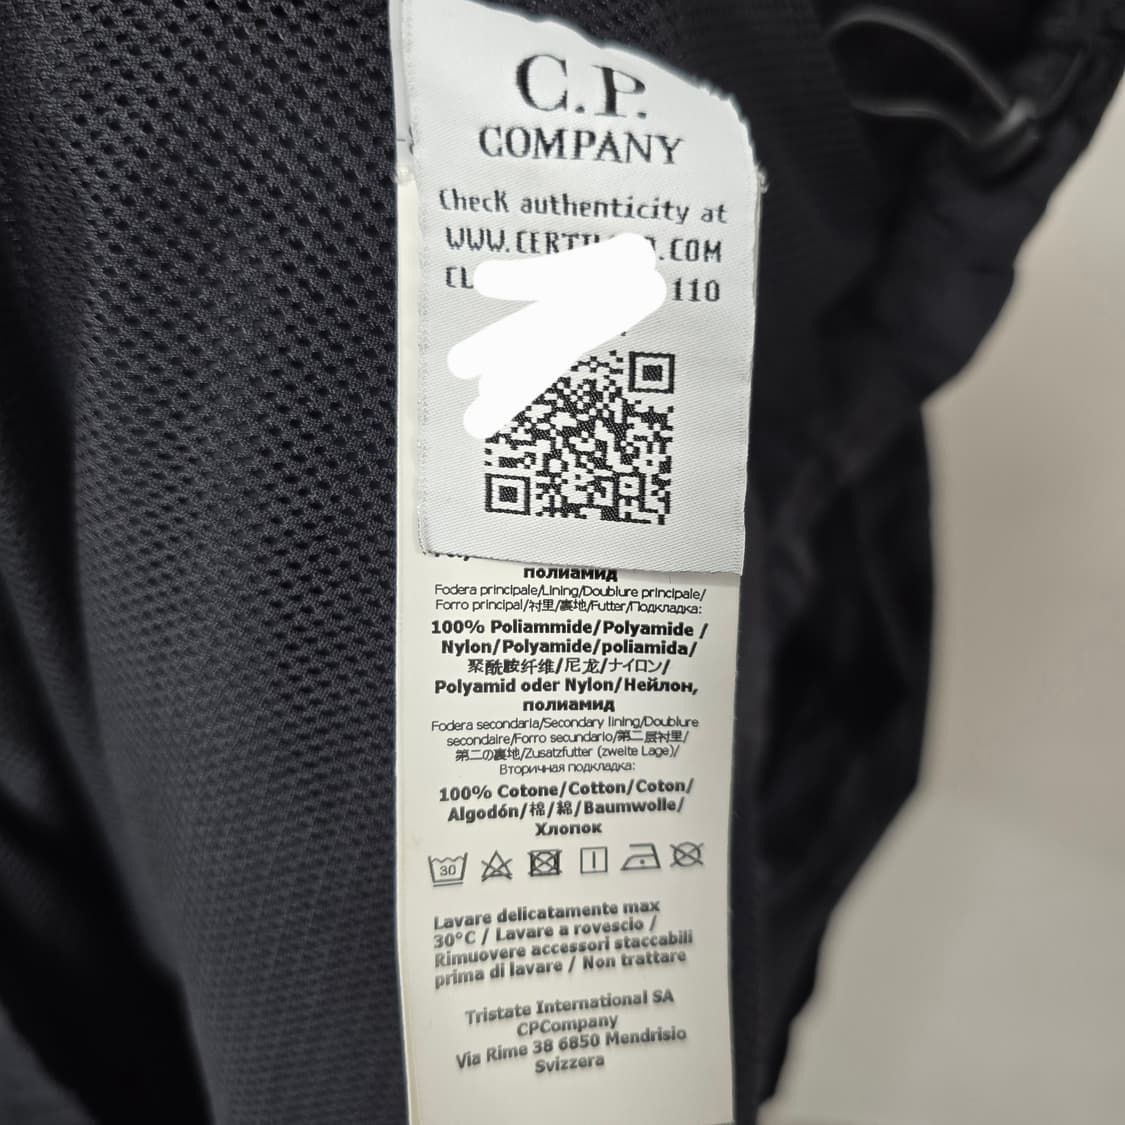 C.P.
COMPANY
Check authenticity at
.COM
110
полиамид
Fodera principale/Lining/Doublure principale/
Forro principal/衬里/裏地/Futter/Подкладка:
100% Poliammide/Polyamide /
Nylon/Polyamide/poliamida/
聚酰胺纤维/尼龙/ナイロン/
Polyamid oder Nylon/Нейлон,
полиамид
Fodera secondaria/Secondary lining/Doublure
secondaire/Forro secundario/第二层衬里/
第二の裏地/Zusatzfutter (zweite Lage)/
Вторичная подкладка:
100% Cotone/Cotton/Coton/
Algodón/棉/綿/Baumwolle/
Хлопок
30
Lavare delicatamente max
30°C / Lavare a rovescio /
Rimuovere accessori staccabili
prima di lavare / Non trattare
Tristate International SA
CPCompany
Via Rime 38 6850 Mendrisio
Svizzera